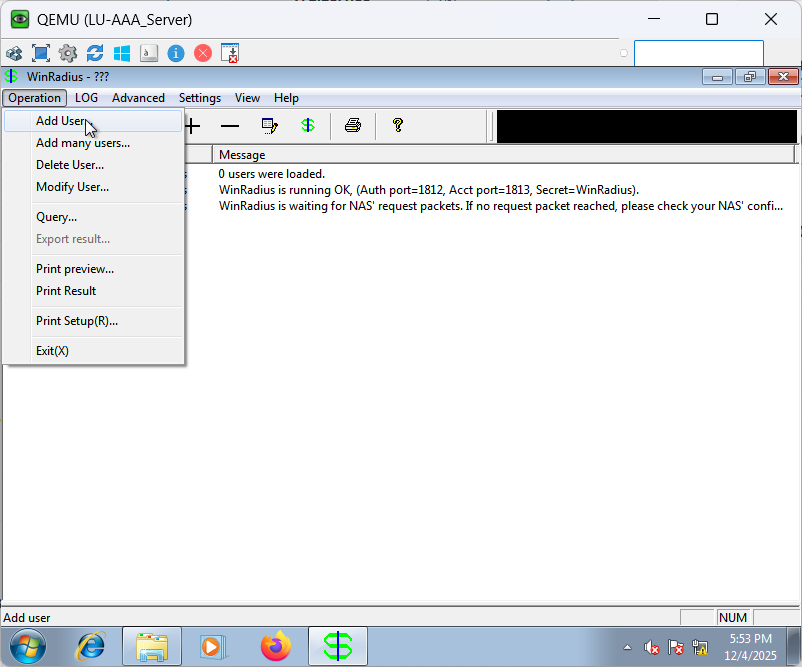 QEMU (LU-AAA_Server)
WinRadius - ???
Operation LOG Advanced Settings View Help
Add User...
Add many users...
Delete User...
Modify User...
Query...
Export result...
Print preview...
Print Result
Print Setup(R)...
Exit(X)
Message
0 users were loaded.
WinRadius is running OK, (Auth port=1812, Acct port=1813, Secret=WinRadius).
WinRadius is waiting for NAS' request packets. If no request packet reached, please check your NAS' confi...
Add user
NUM
5:53 PM
12/4/2025